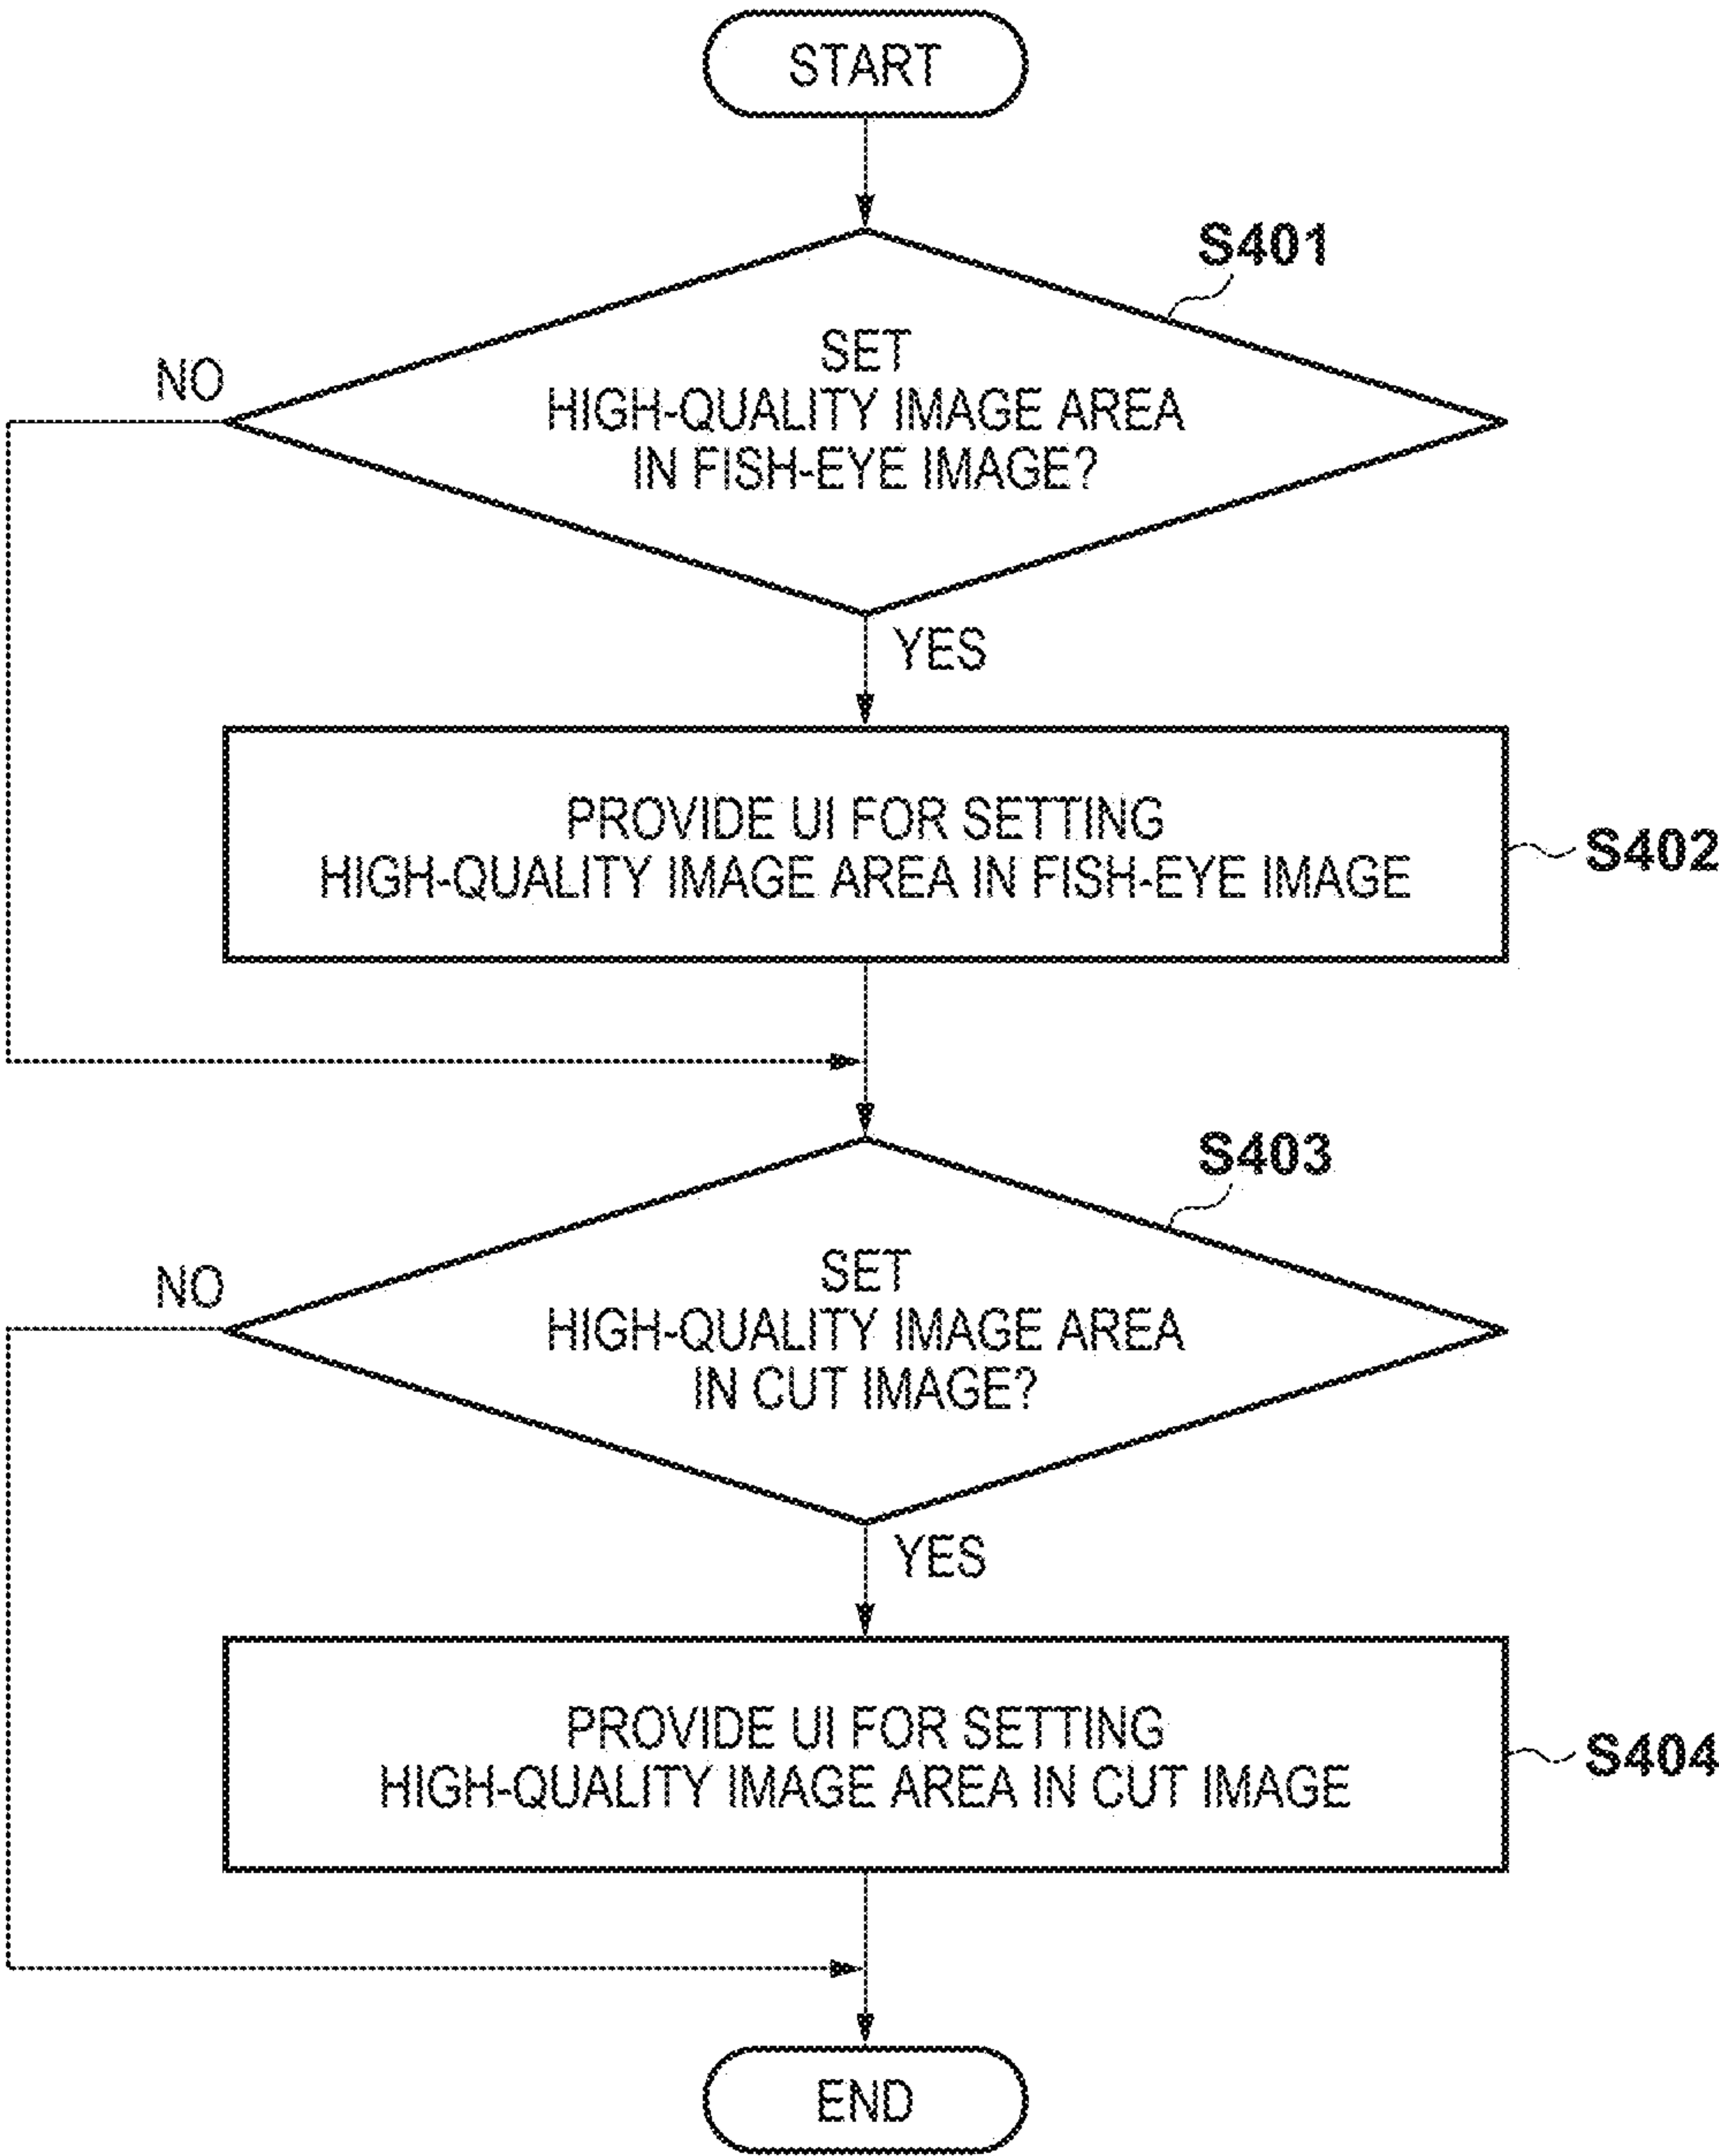 START
S401
SET
HIGH-QUALITY IMAGE AREA
IN FISH-EYE IMAGE?
NO
YES
PROVIDE UI FOR SETTING
HIGH-QUALITY IMAGE AREA IN FISH-EYE IMAGE
S402
S403
SET
HIGH-QUALITY IMAGE AREA
IN CUT IMAGE?
NO
YES
PROVIDE UI FOR SETTING
HIGH-QUALITY IMAGE AREA IN CUT IMAGE
S404
END